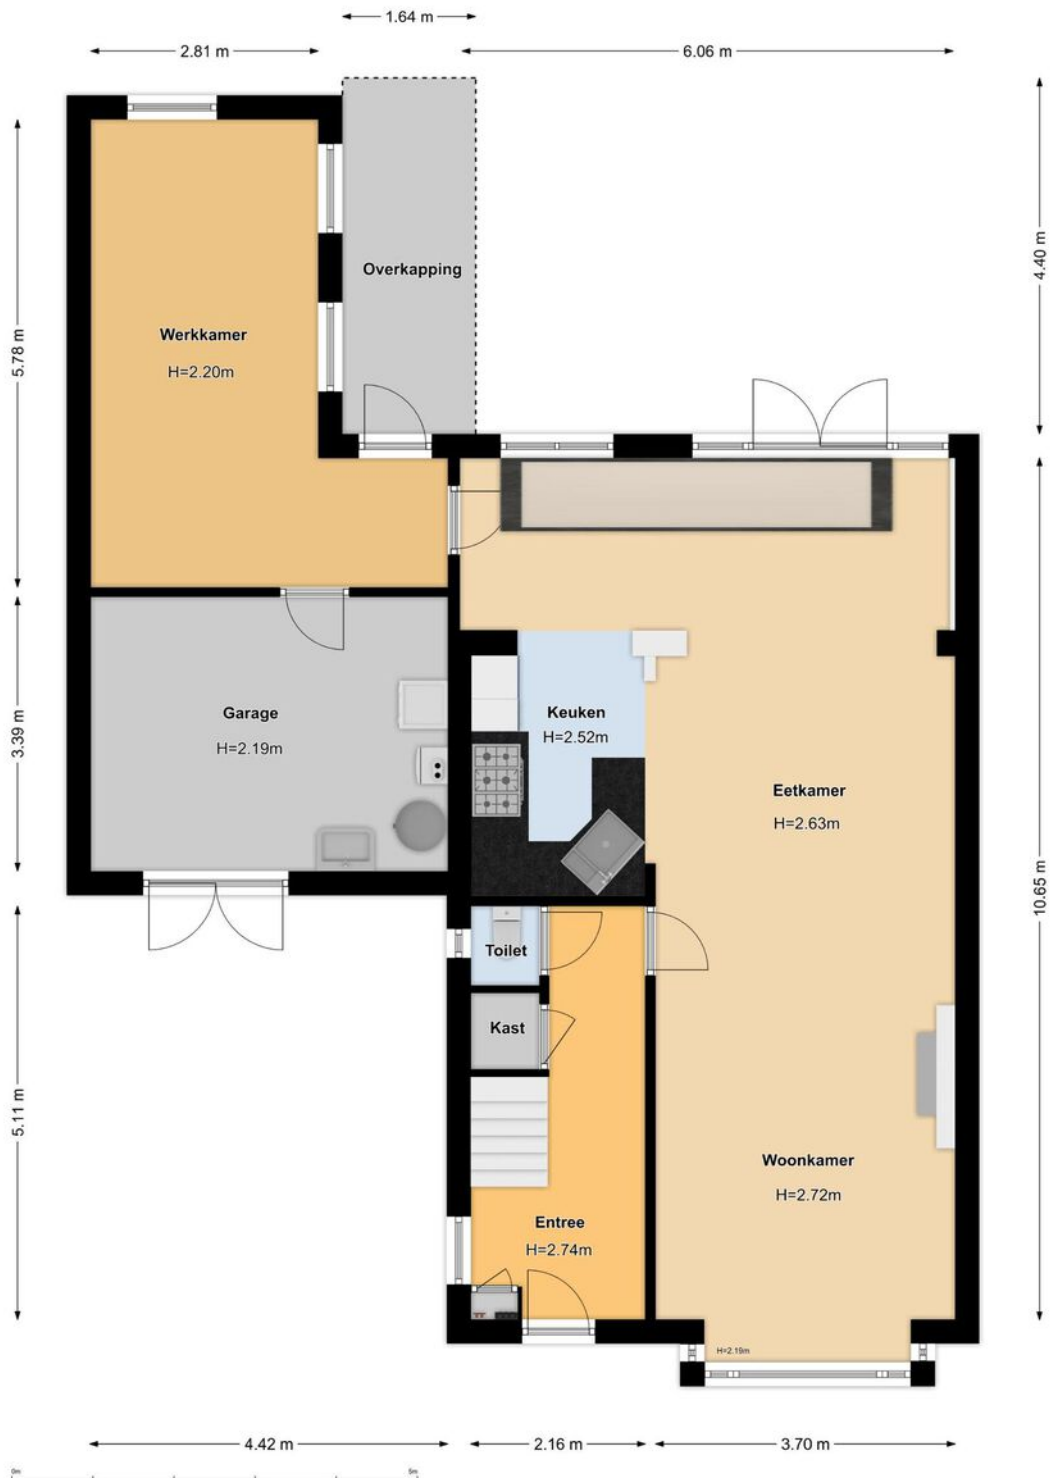 1.64 m
2.81 m
6.06 m
4.40 m
Overkapping
5.78 m
Werkkamer
H=2.20m
3.39 m
Garage
H=2.19m
Keuken
H=2.52m
Eetkamer
H=2.63m
10.65 m
Toilet
Kast
5.11 m
Woonkamer
H=2.72m
Entree
H=2.74m
H=2.19m
4.42 m
2.16 m
3.70 m
0m
5m